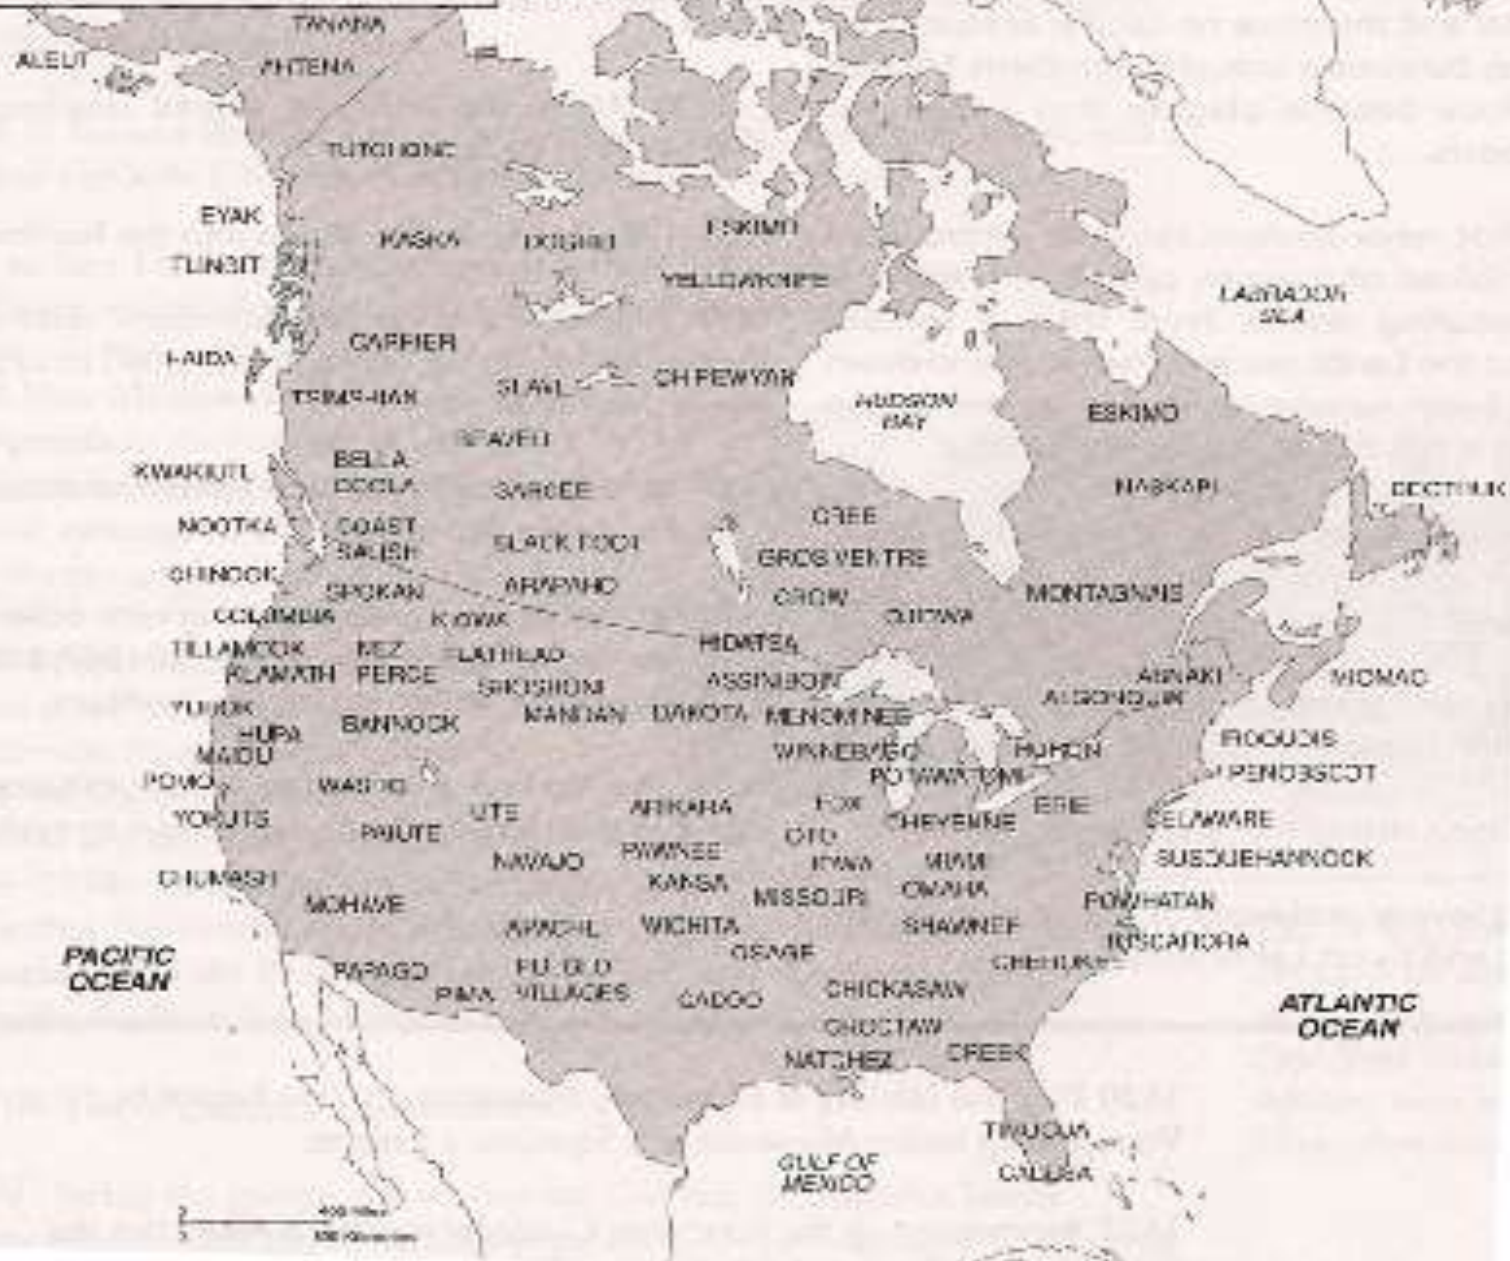 TANANA
ALEUT
AHTENA
TUTCHONE
EYAK
KASKA
DOGRIB
ESKIMO
TLINGIT
YELLOWKNIFE
LABRADOR
SEA
CARRIER
HAIDA
TSIMSHIAN
SLAVE
CHIPEWYAN
HUDSON
BAY
ESKIMO
BEAVER
KWAKIUTL
BELLA
COOLA
SARCEE
NASKAPI
NOOTKA
COAST
SALISH
CREE
BLACKFOOT
GROS VENTRE
CHINOOK
SPOKAN
ARAPAHO
CROW
MONTAGNAIS
COLUMBIA
KIOWA
OJIBWA
TILLAMOOK
NEZ
PERCE
FLATHEAD
HIDATSA
KLAMATH
SHOSHONI
ASSINIBOIN
ABNAKI
MICMAC
ALGONQUIN
YUROK
BANNOCK
MANDAN
DAKOTA
MENOMINEE
HUPA
MAIDU
WINNEBAGO
HURON
IROQUOIS
POMO
WASHO
POTAWATOMI
PENOBSCOT
YOKUTS
UTE
ARIKARA
FOX
ERIE
PAIUTE
OTO
CHEYENNE
DELAWARE
NAVAJO
PAWNEE
IOWA
MIAMI
SUSQUEHANNOCK
CHUMASH
KANSA
MISSOURI
OMAHA
MOHAVE
POWHATAN
APACHE
WICHITA
SHAWNEE
TUSCARORA
OSAGE
CHEROKEE
PACIFIC
OCEAN
PAPAGO
PUEBLO
VILLAGES
PIMA
CADDO
CHICKASAW
ATLANTIC
OCEAN
CHOCTAW
NATCHEZ
CREEK
TIMUCUA
GULF OF
MEXICO
CALUSA